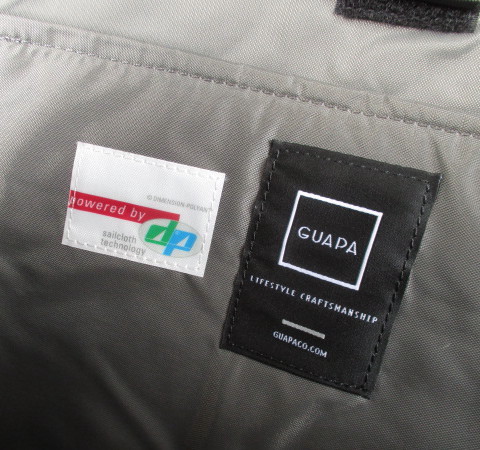 © DIMENSION-POLYANT
powered by
dp
sailcloth
technology
GUAPA
LIFESTYLE CRAFTSMANSHIP
GUAPACO.COM